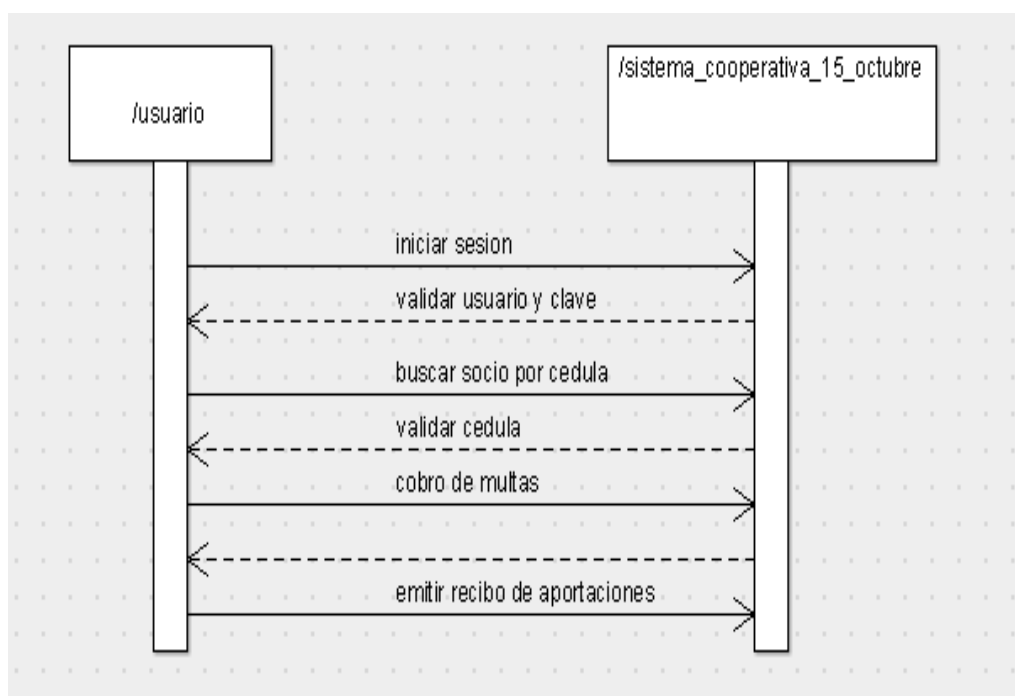 /usuario
/sistema_cooperativa_15_octubre
iniciar sesion
validar usuario y clave
buscar socio por cedula
validar cedula
cobro de multas
emitir recibo de aportaciones